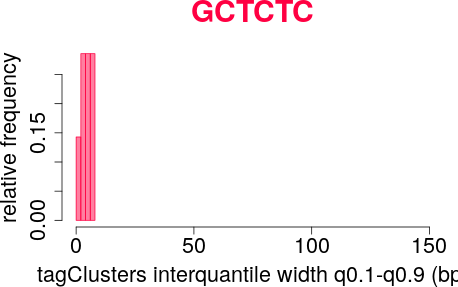 GCTCTC
relative frequency
0.15
0.00
0 50 100 150
tagClusters interquantile width q0.1-q0.9 (bp